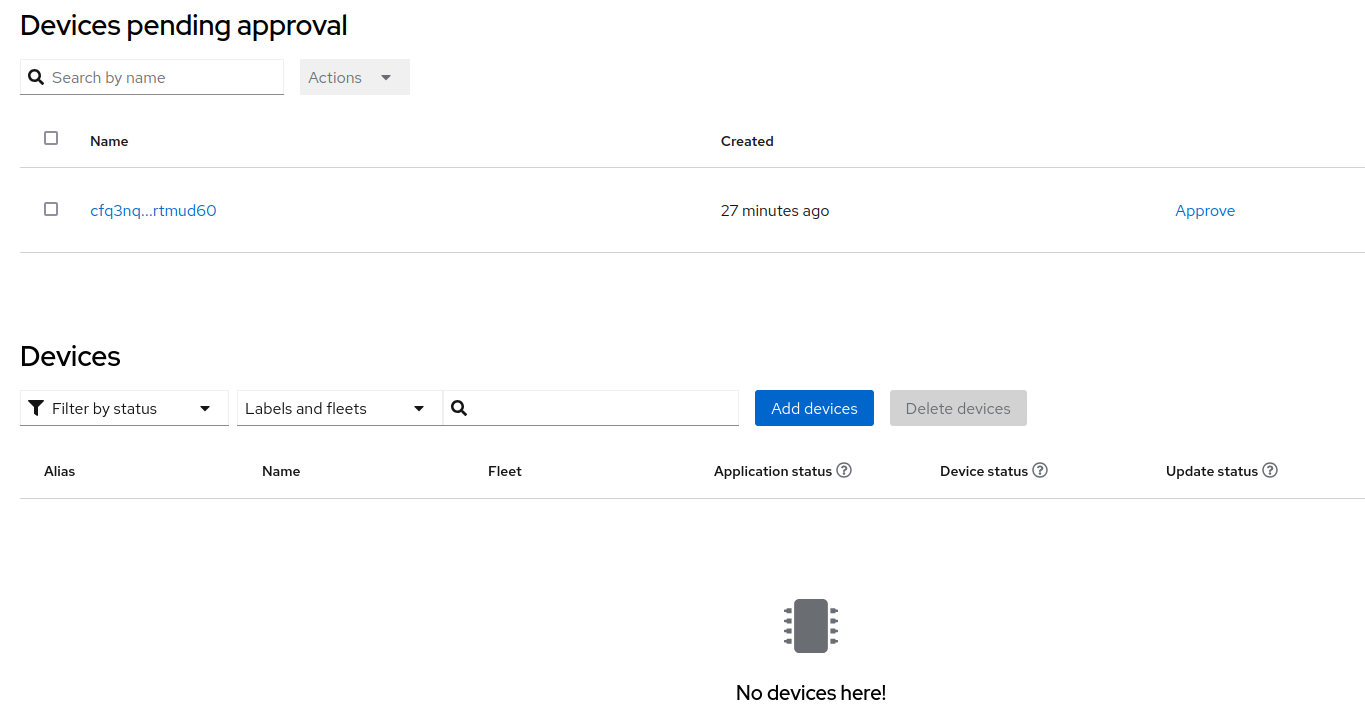 Devices pending approval
Search by name Actions
Name Created
cfq3nq...rtmud60 27 minutes ago Approve
Devices
Filter by status Labels and fleets Add devices Delete devices
Alias Name Fleet Application status Device status Update status
No devices here!